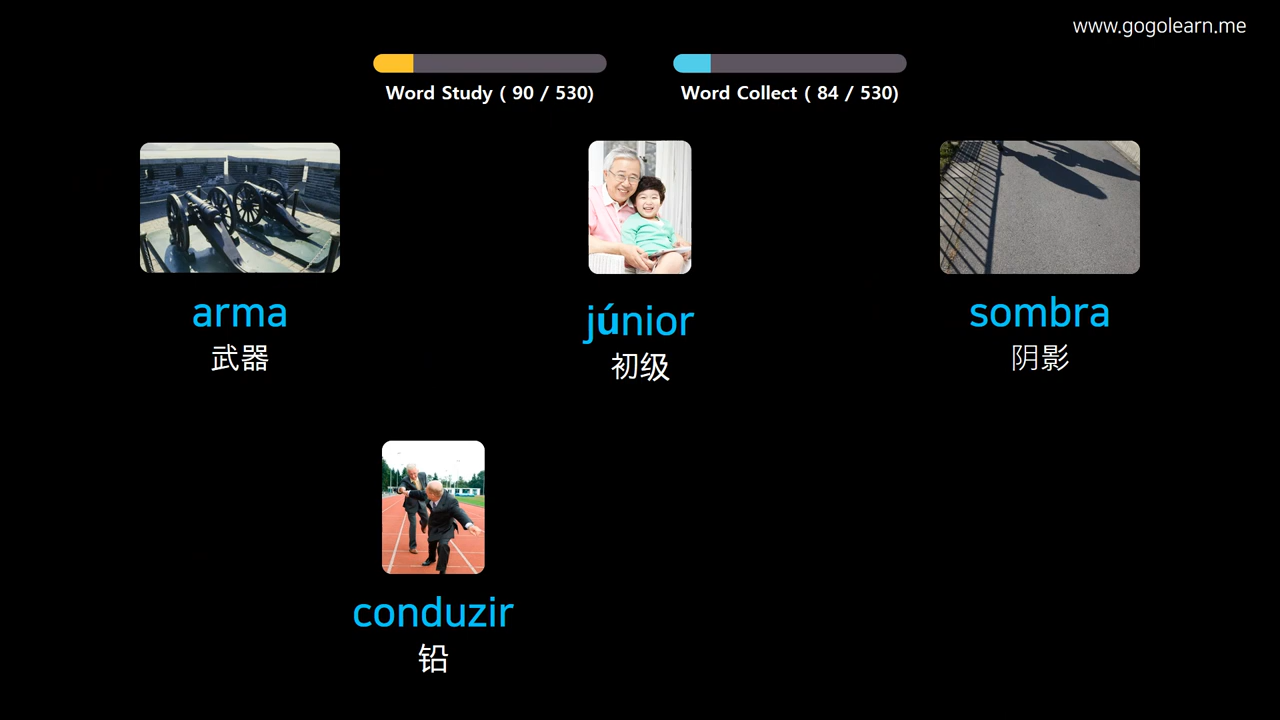 www.gogolearn.me
Word Study ( 90 / 530)
Word Collect ( 84 / 530)
arma
武器
júnior
初级
sombra
阴影
conduzir
铅